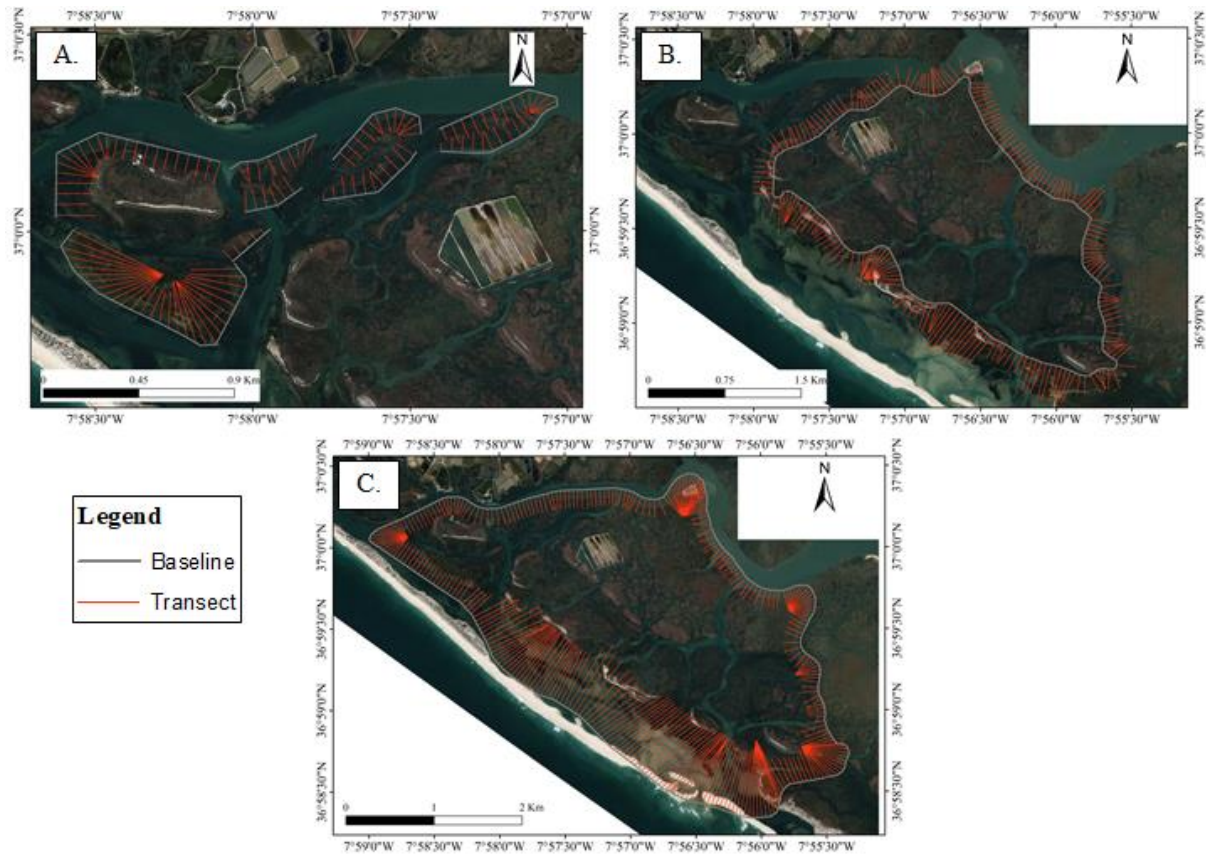 7°58'30"W 7°58'0"W 7°57'30"W 7°57'0"W
A.
N
37°0'30"N
37°0'0"N
37°0'0"N
0 0.45 0.9 Km
7°58'30"W 7°58'0"W 7°57'30"W 7°57'0"W
7°58'0"W 7°57'30"W 7°57'0"W 7°56'30"W 7°56'0"W 7°55'30"W
B.
N
37°0'30"N
37°0'0"N
36°59'30"N
36°59'0"N
37°0'30"N
37°0'0"N
36°59'30"N
36°59'0"N
0 0.75 1.5 Km
7°58'0"W 7°57'30"W 7°57'0"W 7°56'30"W 7°56'0"W 7°55'30"W
7°59'0"W 7°58'30"W 7°58'0"W 7°57'30"W 7°57'0"W 7°56'30"W 7°56'0"W 7°55'30"W
C.
N
37°0'30"N
37°0'0"N
36°59'30"N
36°59'0"N
36°58'30"N
37°0'30"N
37°0'0"N
36°59'30"N
36°59'0"N
36°58'30"N
0 1 2 Km
7°59'0"W 7°58'30"W 7°58'0"W 7°57'30"W 7°57'0"W 7°56'30"W 7°56'0"W 7°55'30"W
Legend
Baseline
Transect